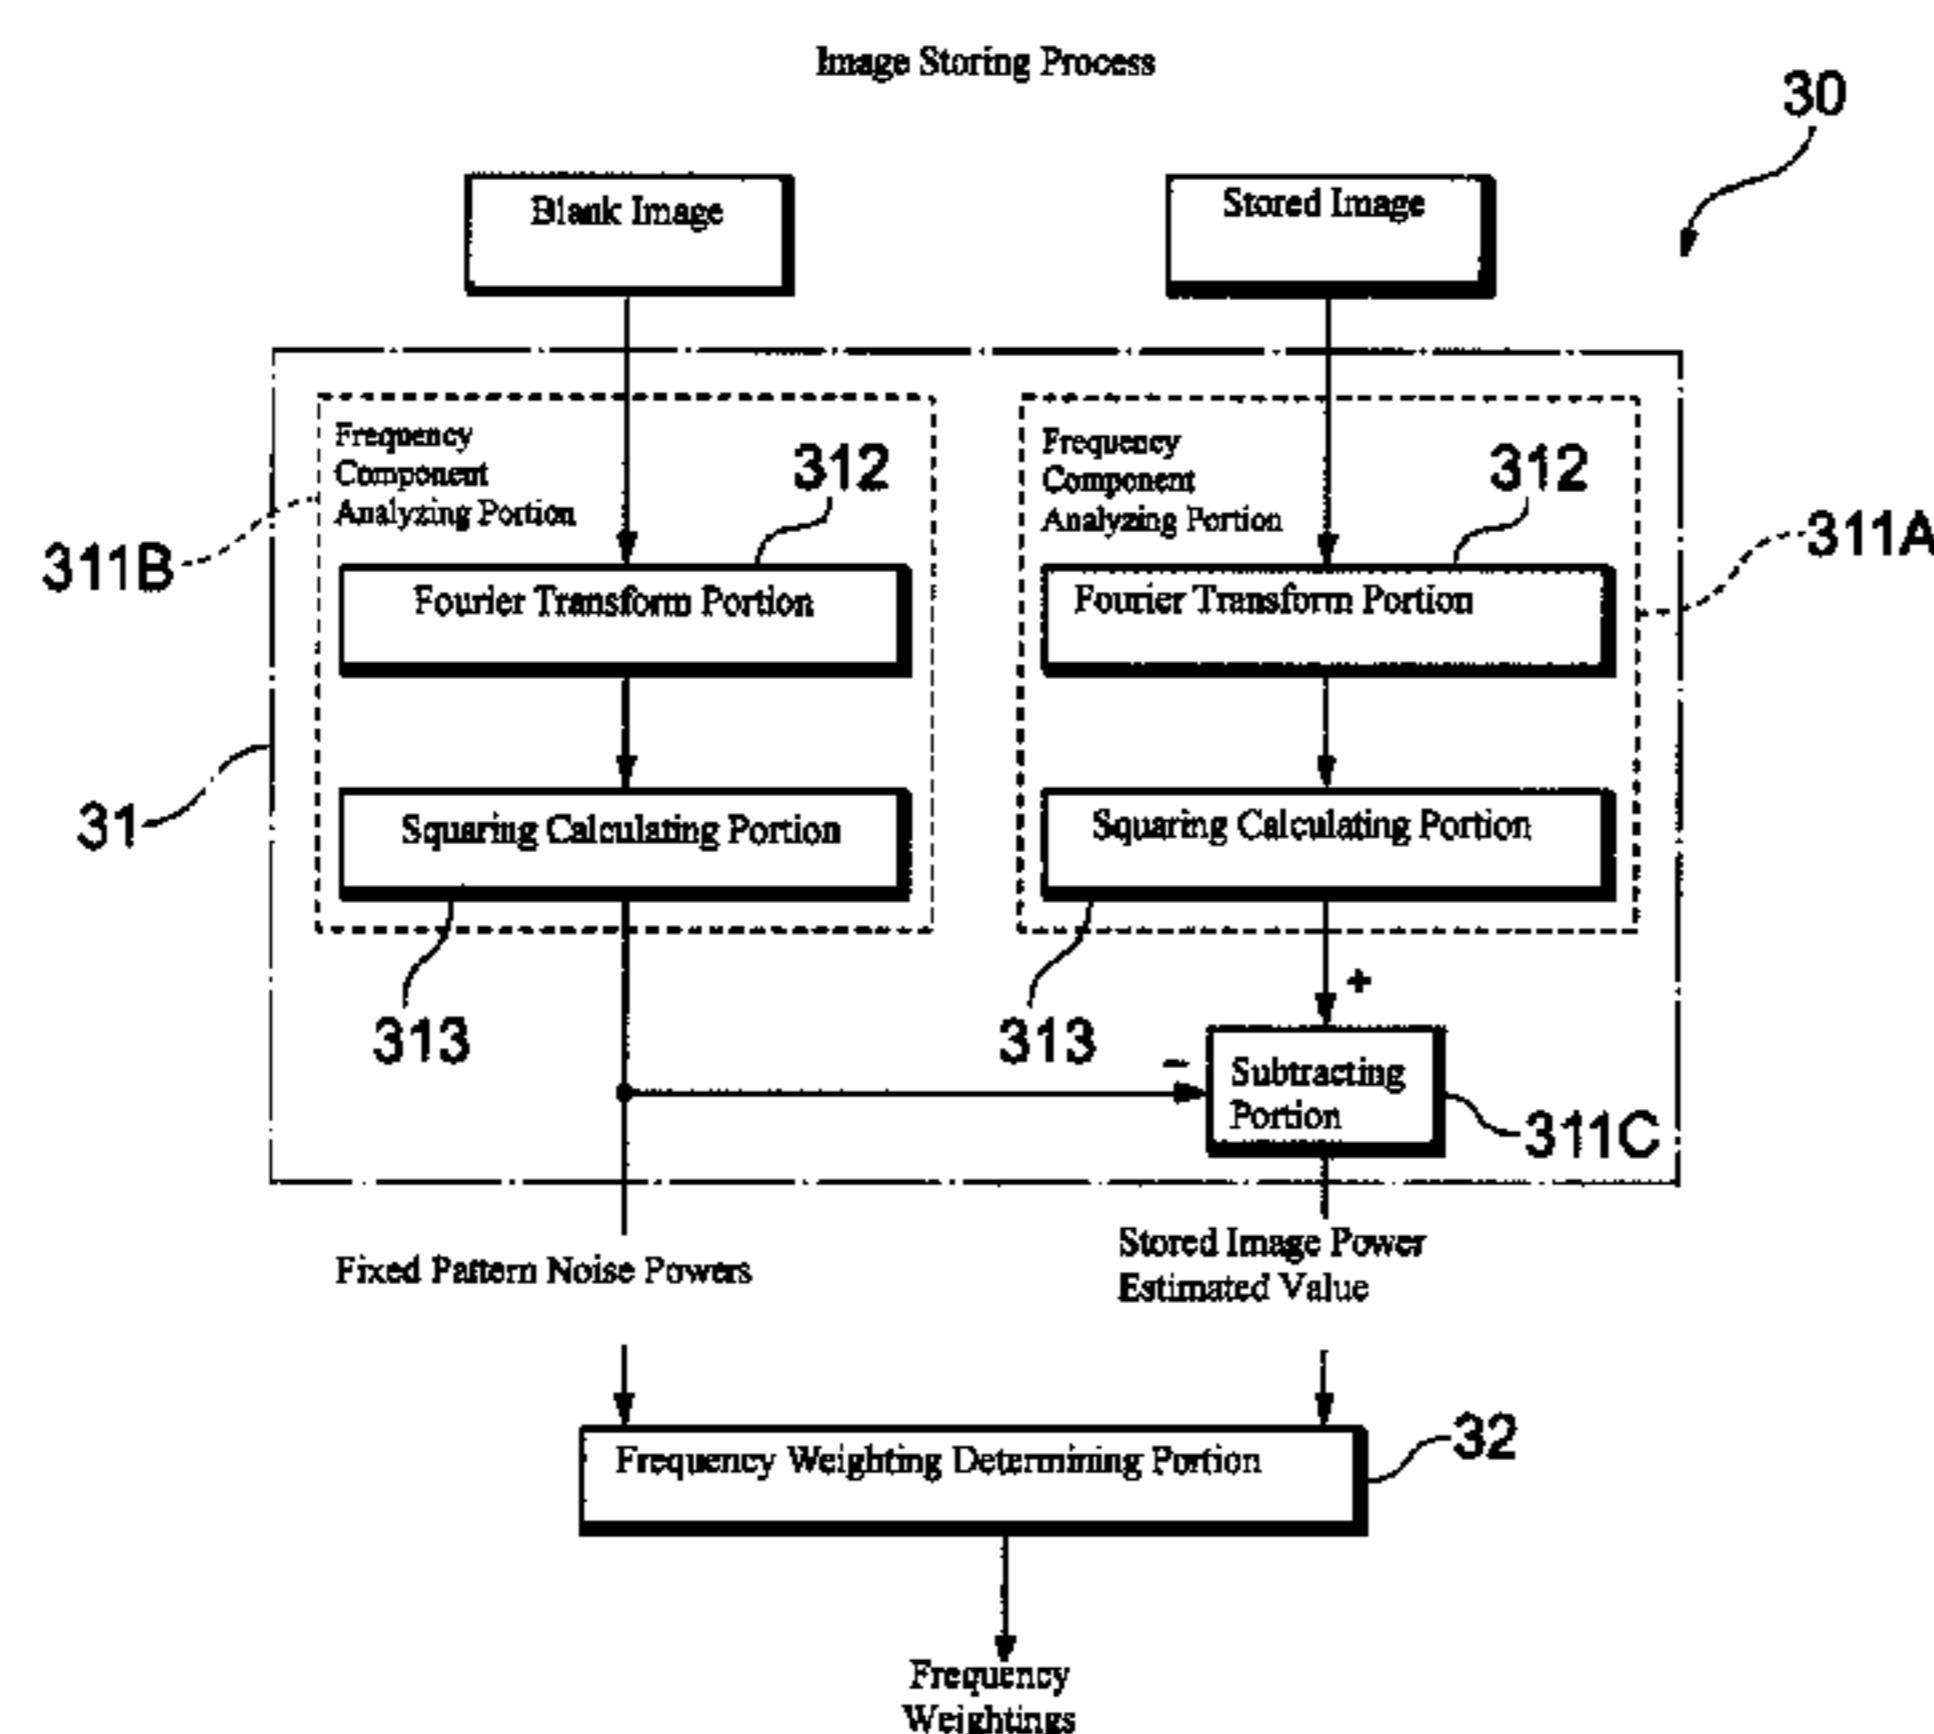 Image Storing Process
30
Blank Image
Stored Image
Frequency
Component
Analyzing Portion
312
Frequency
Component
Analyzing Portion
312
311B
311A
Fourier Transform Portion
Fourier Transform Portion
31
Squaring Calculating Portion
Squaring Calculating Portion
313
313
+
-
Subtracting
Portion
311C
Fixed Pattern Noise Powers
Stored Image Power
Estimated Value
Frequency Weighting Determining Portion
32
Frequency
Weightings